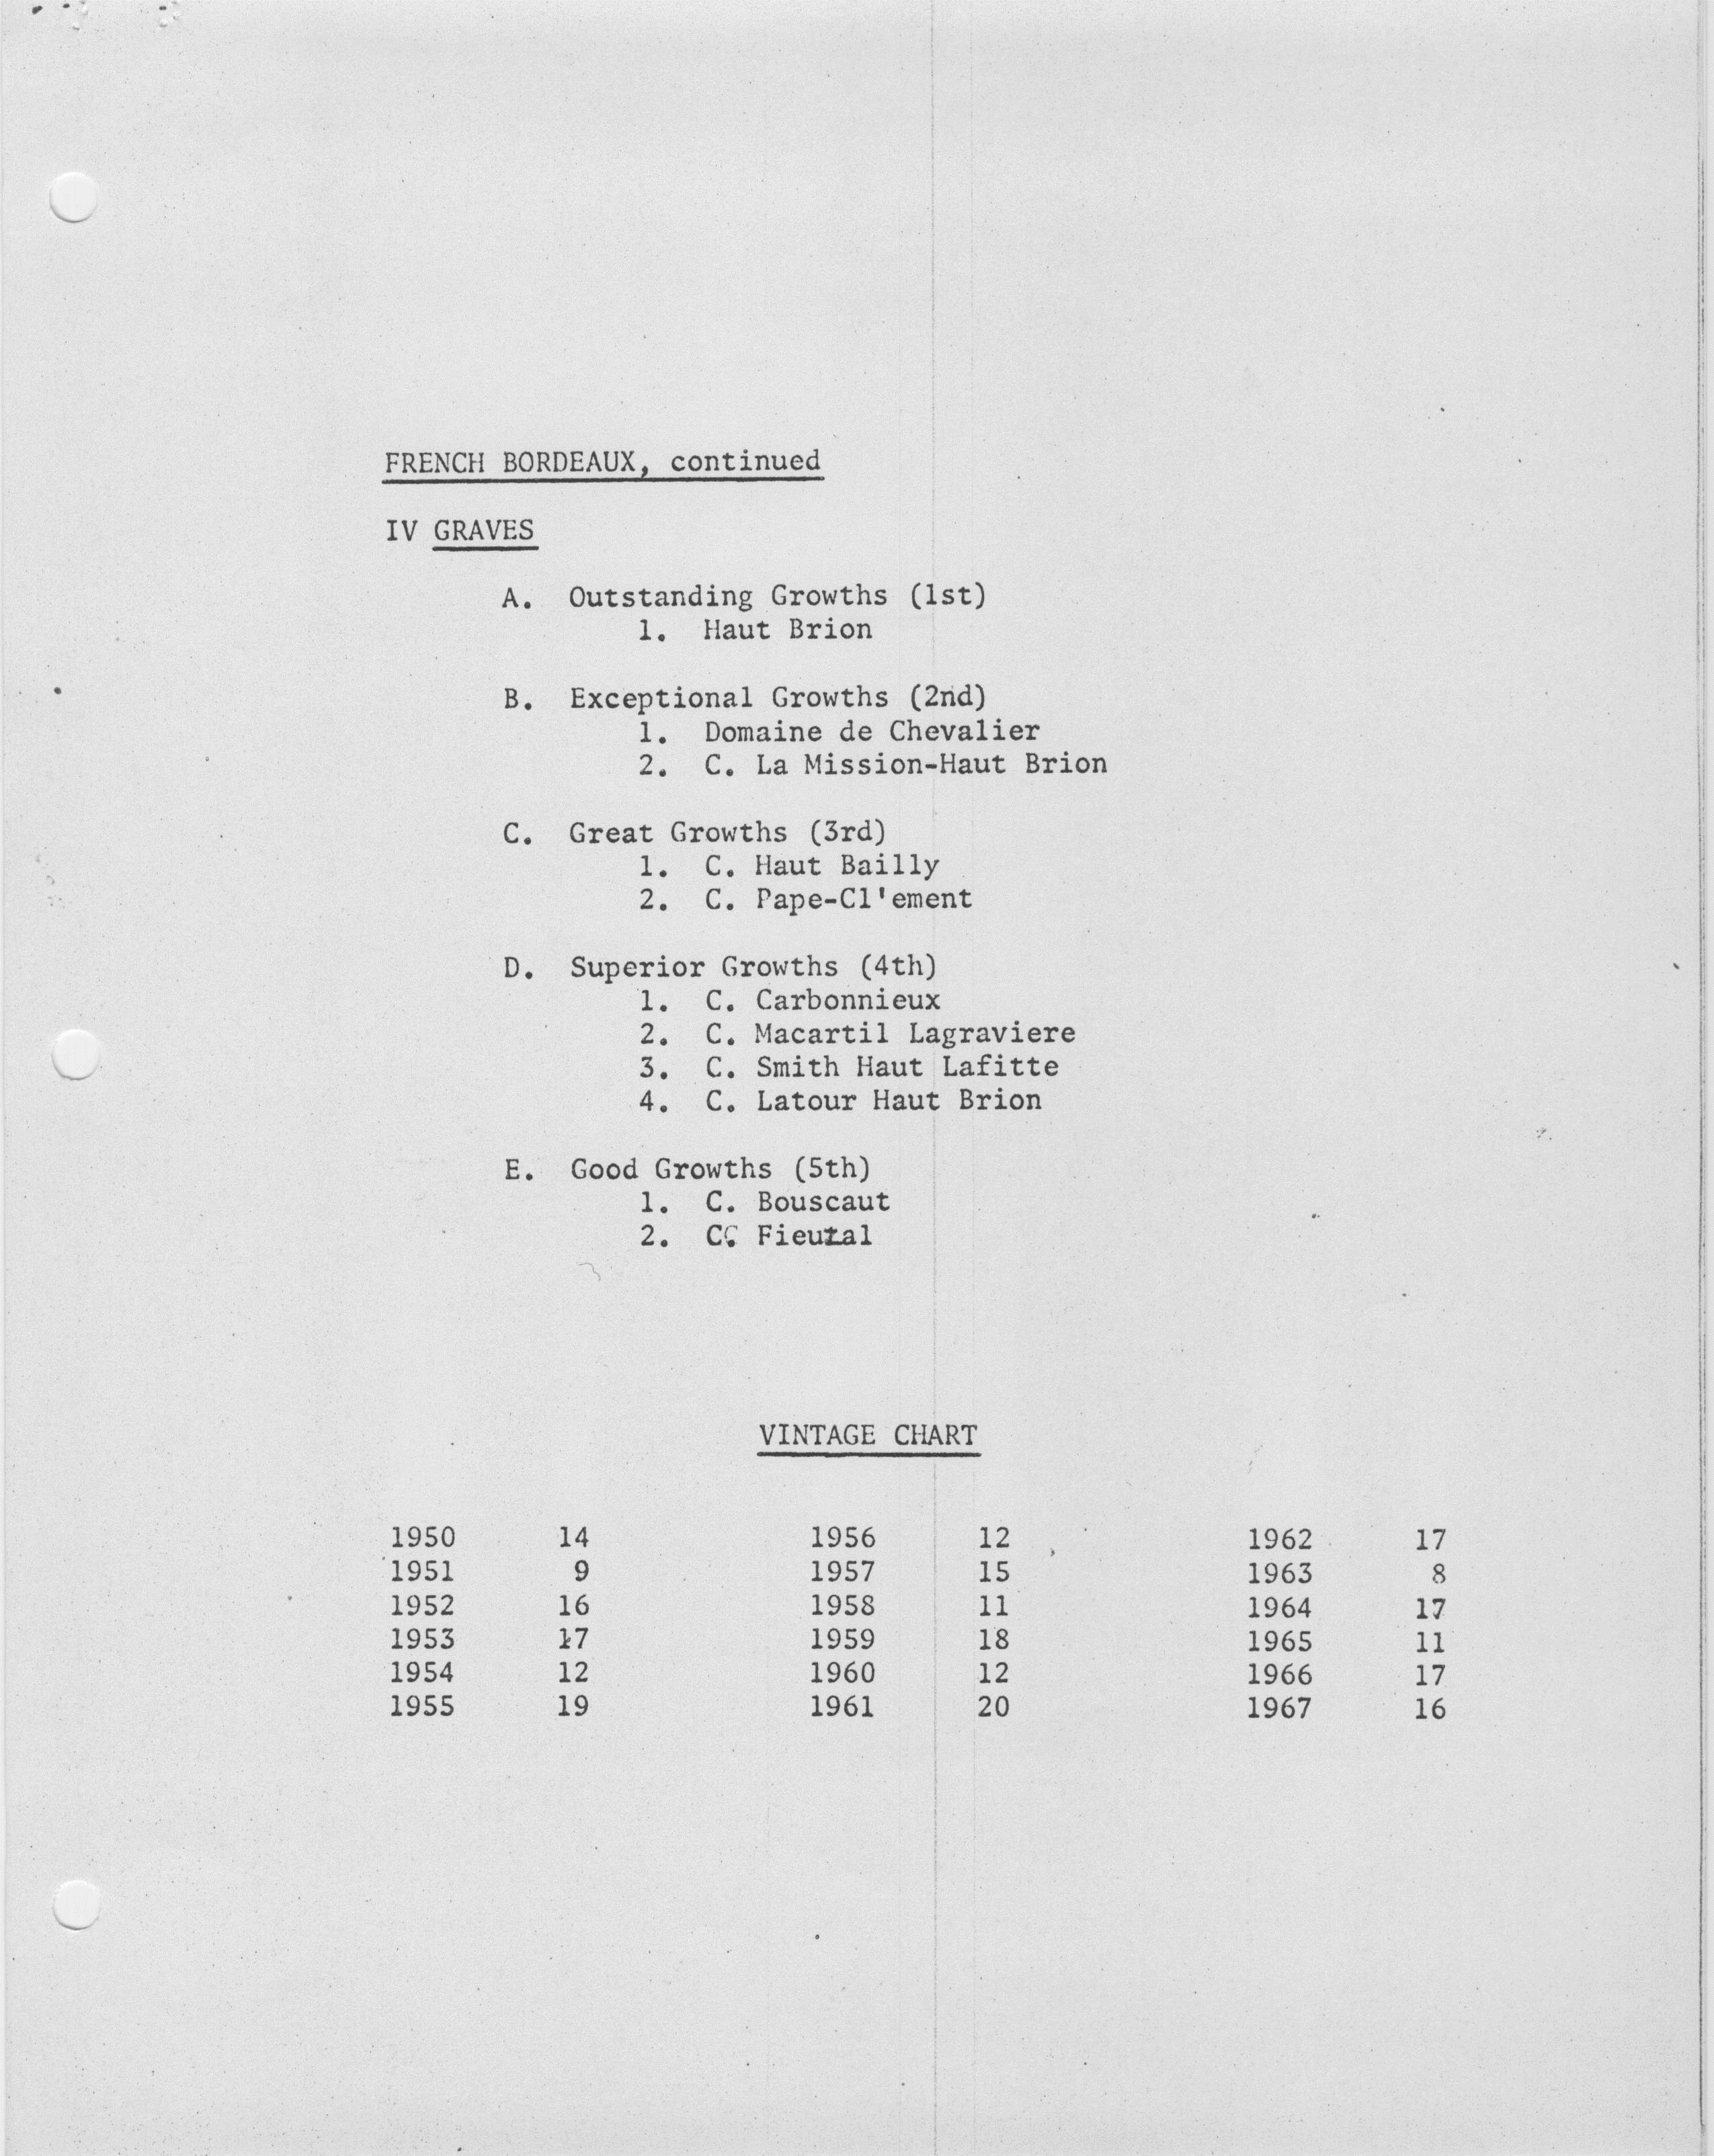 FRENCH BORDEAUX, continued
IV GRAVES
A. Outstanding Growths (1st)
1. Haut Brion
B. Exceptional Growths (2nd)
1. Domaine de Chevalier
2. C. La Mission-Haut Brion
C. Great Growths (3rd)
1. C. Haut Bailly
2. C. Pape-Cl'ement
D. Superior Growths (4th)
1. C. Carbonnieux
2. C. Macartil Lagraviere
3. C. Smith Haut Lafitte
4. C. Latour Haut Brion
E. Good Growths (5th)
1. C. Bouscaut
2. C. Fieuzal
VINTAGE CHART
1950 14 1956 12 1962 17
1951 9 1957 15 1963 8
1952 16 1958 11 1964 17
1953 17 1959 18 1965 11
1954 12 1960 12 1966 17
1955 19 1961 20 1967 16